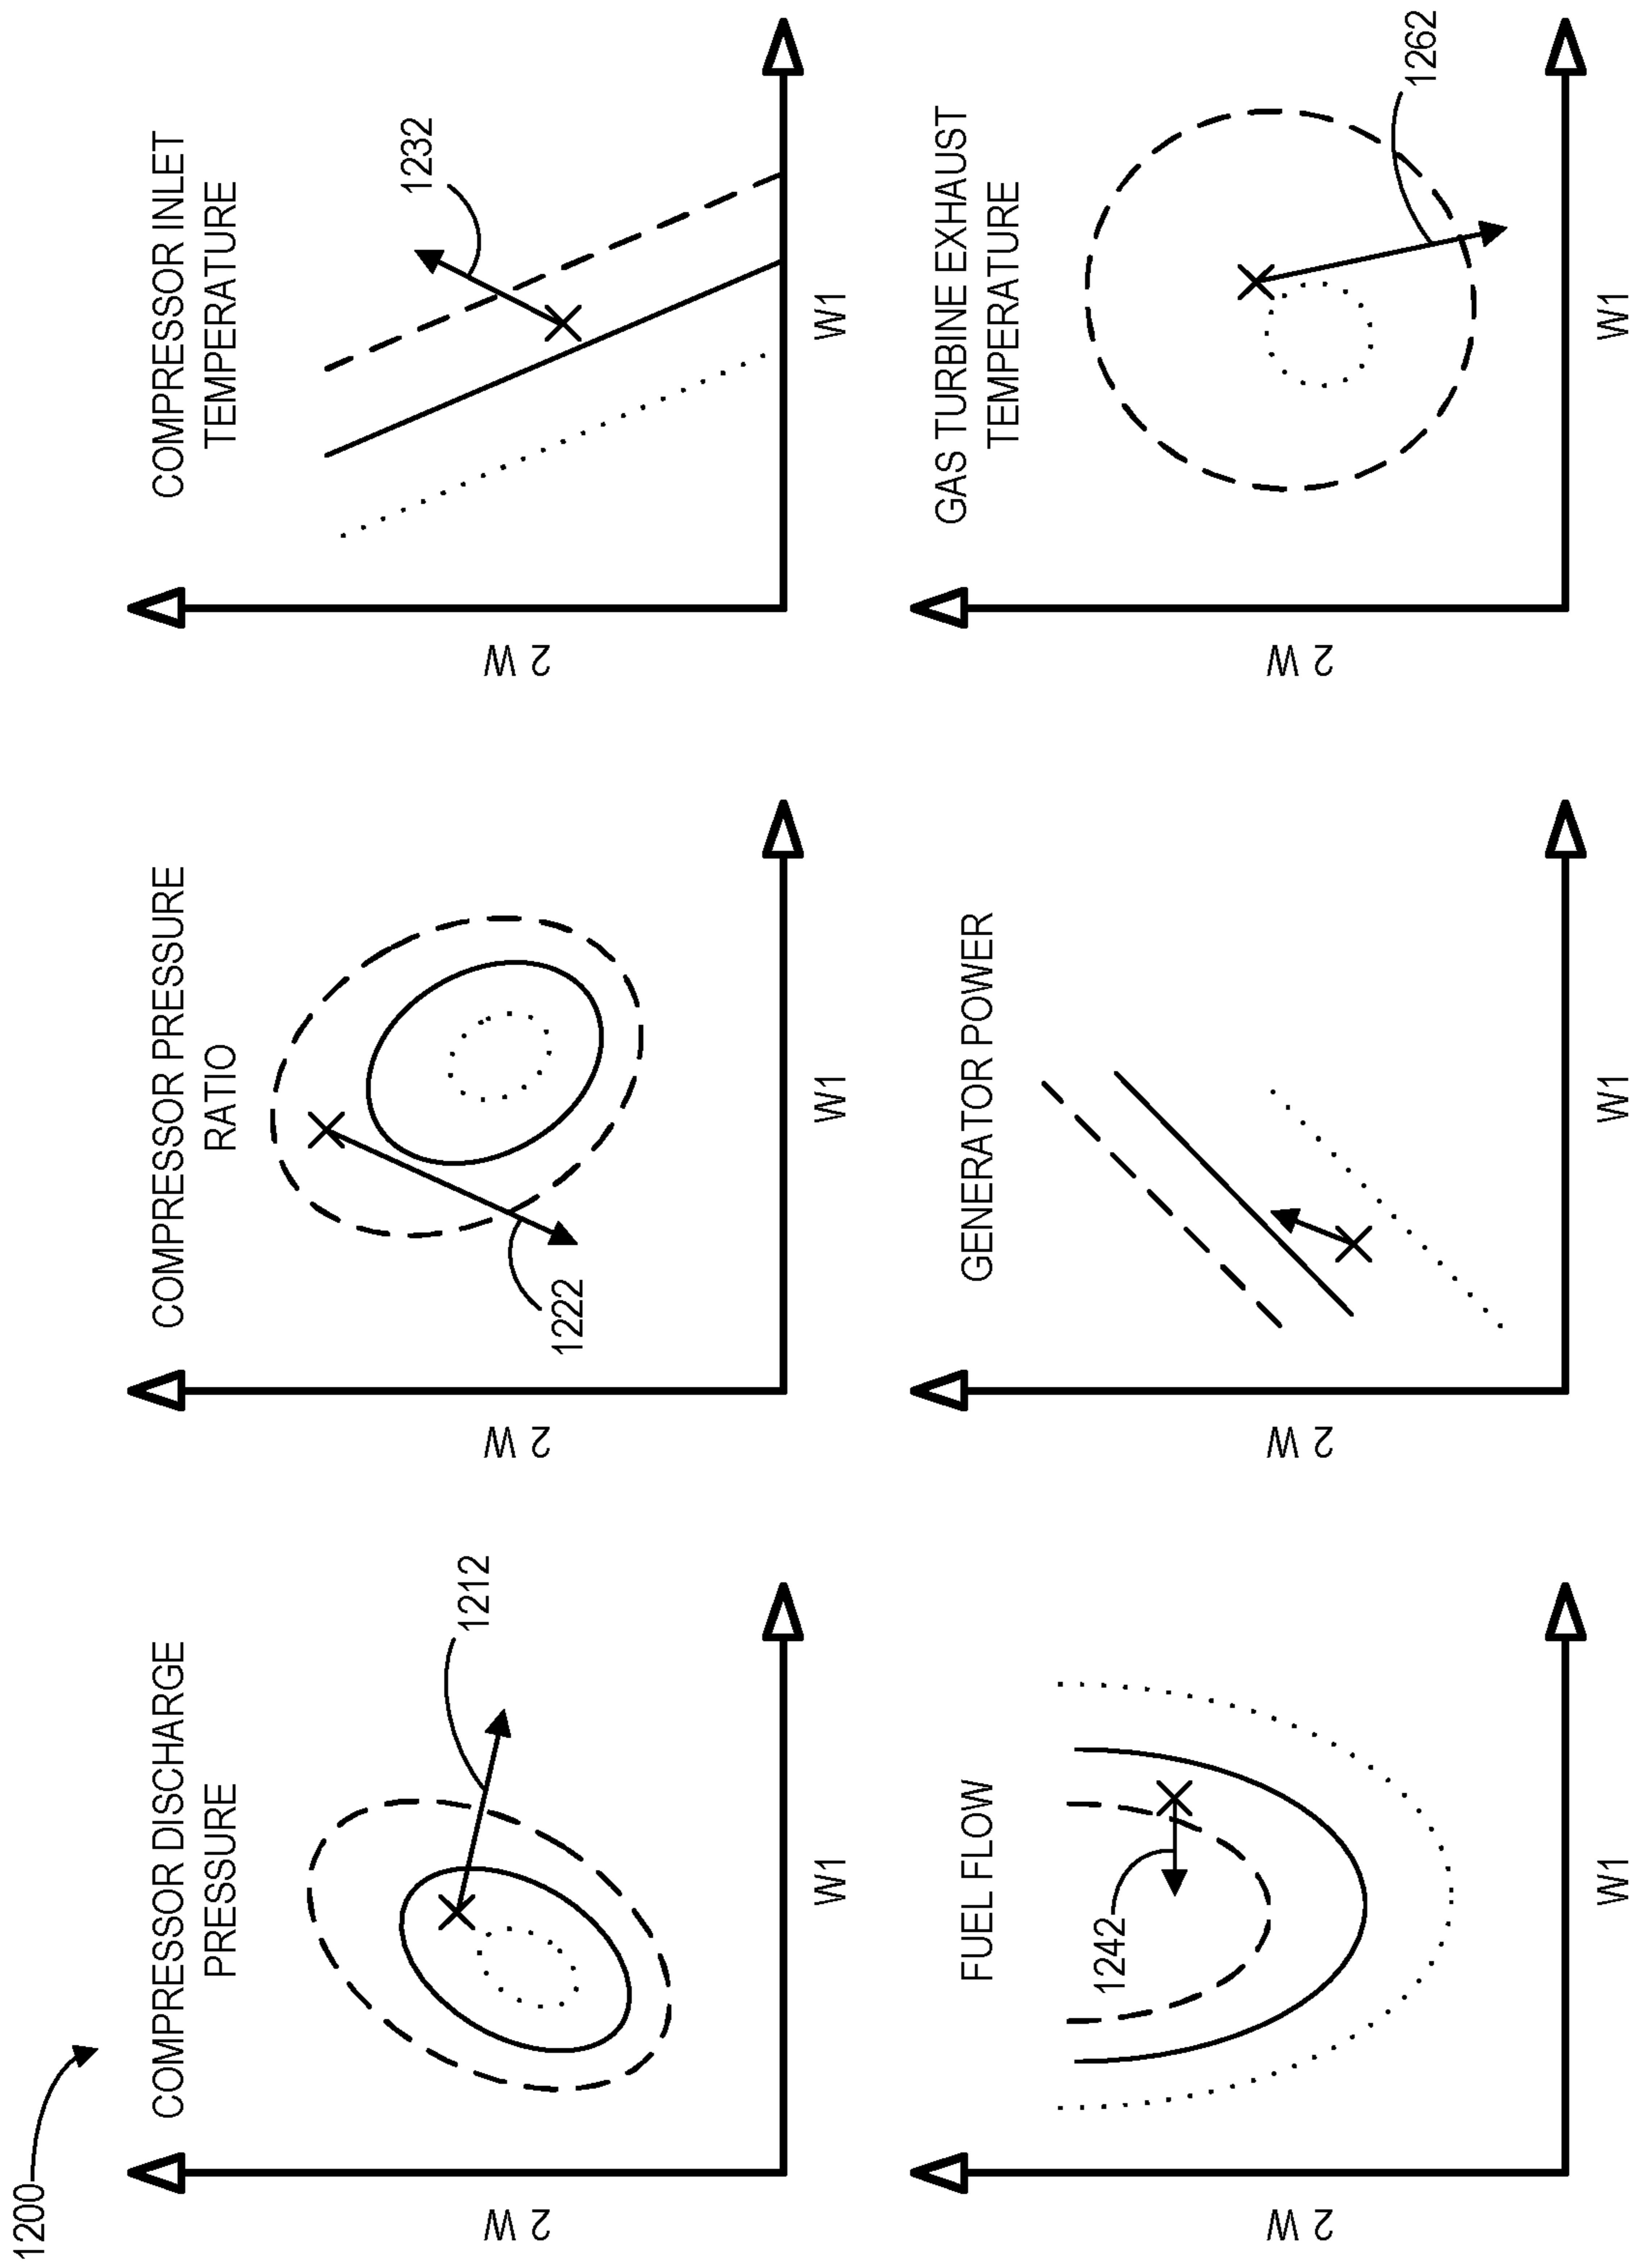 1200
COMPRESSOR DISCHARGE
PRESSURE
1212
W 2
W1
COMPRESSOR PRESSURE
RATIO
1222
W 2
W1
COMPRESSOR INLET
TEMPERATURE
1232
W 2
W1
FUEL FLOW
1242
W 2
W1
GENERATOR POWER
W 2
W1
GAS TURBINE EXHAUST
TEMPERATURE
1262
W 2
W1